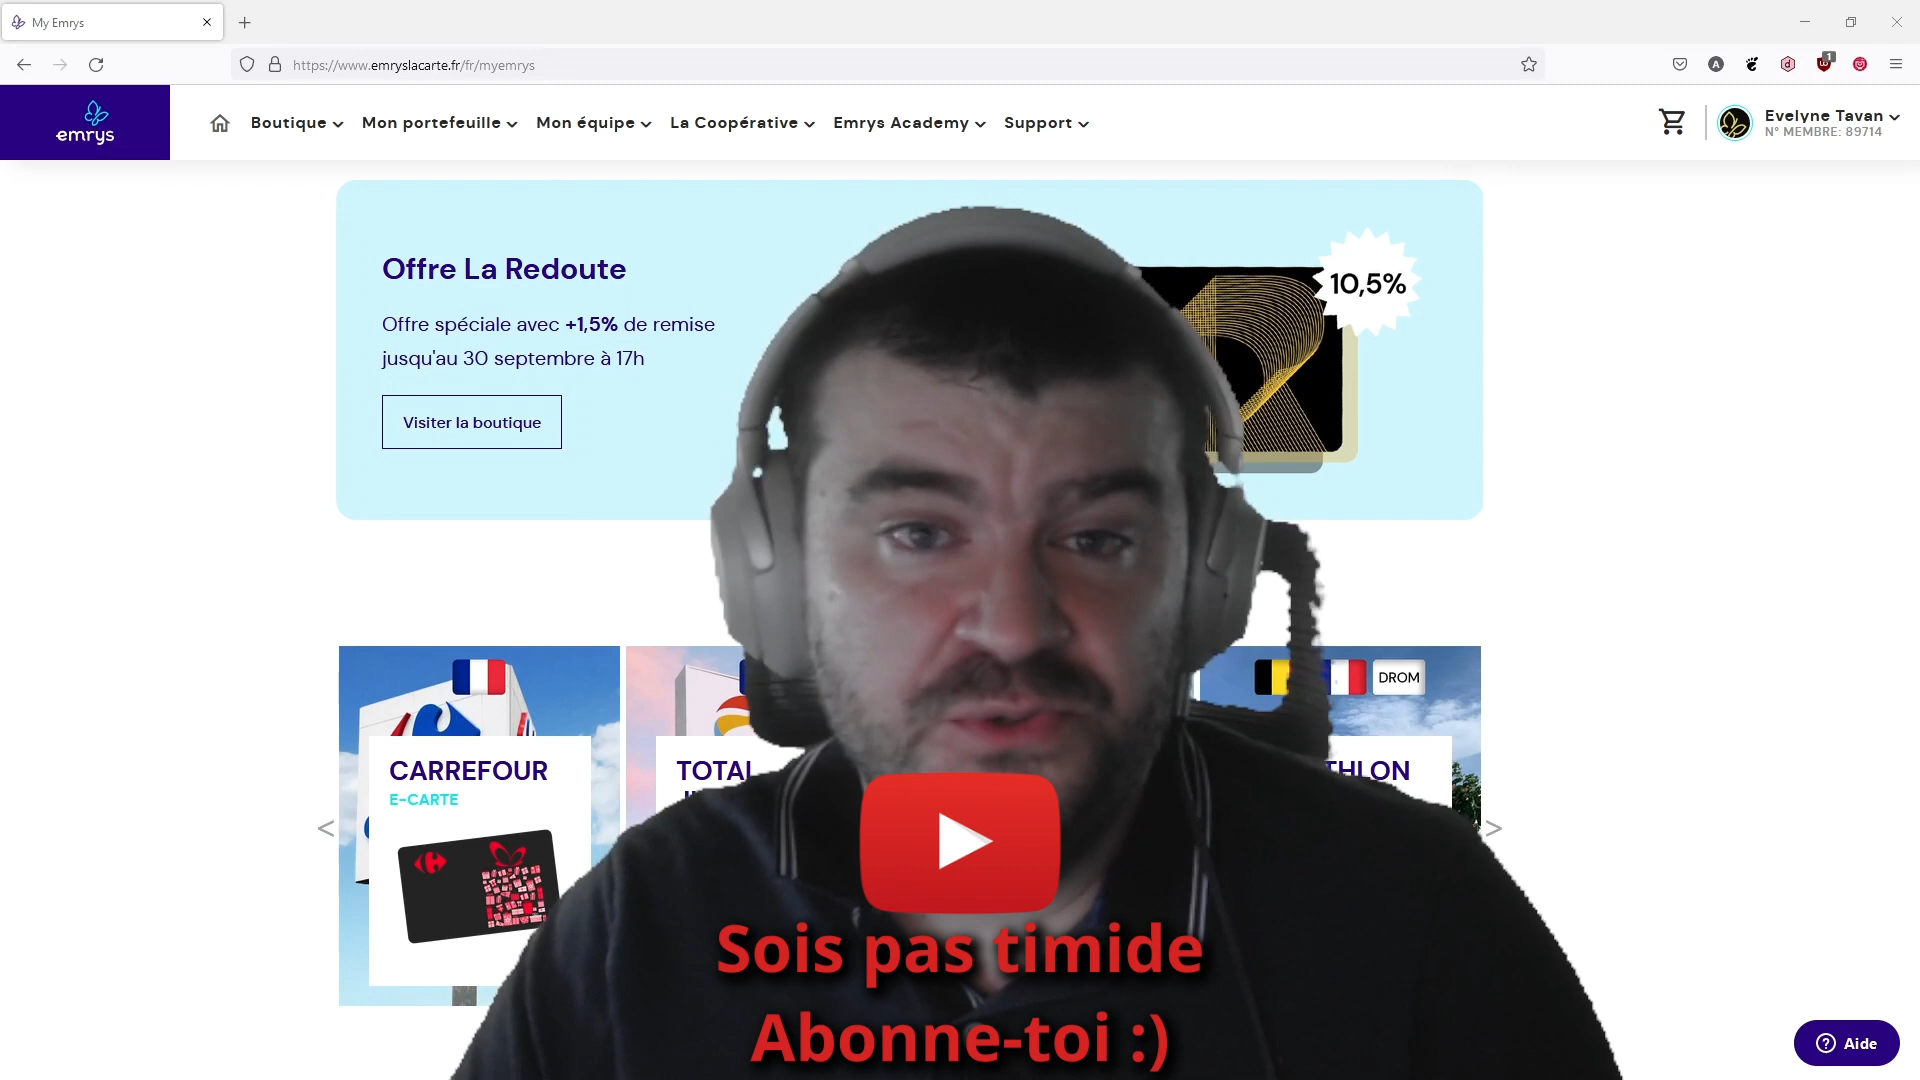 My Emrys
https://www.emryslacarte.fr/fr/myemrys
1
emrys
Boutique
Mon portefeuille
Mon équipe
La Coopérative
Emrys Academy
Support
Evelyne Tavan
N° MEMBRE: 89714
Offre La Redoute
Offre spéciale avec +1,5% de remise
jusqu'au 30 septembre à 17h
Visiter la boutique
10,5%
DROM
CARREFOUR
E-CARTE
TOTAL
THLON
<
>
Sois pas timide
Abonne-toi :)
Aide